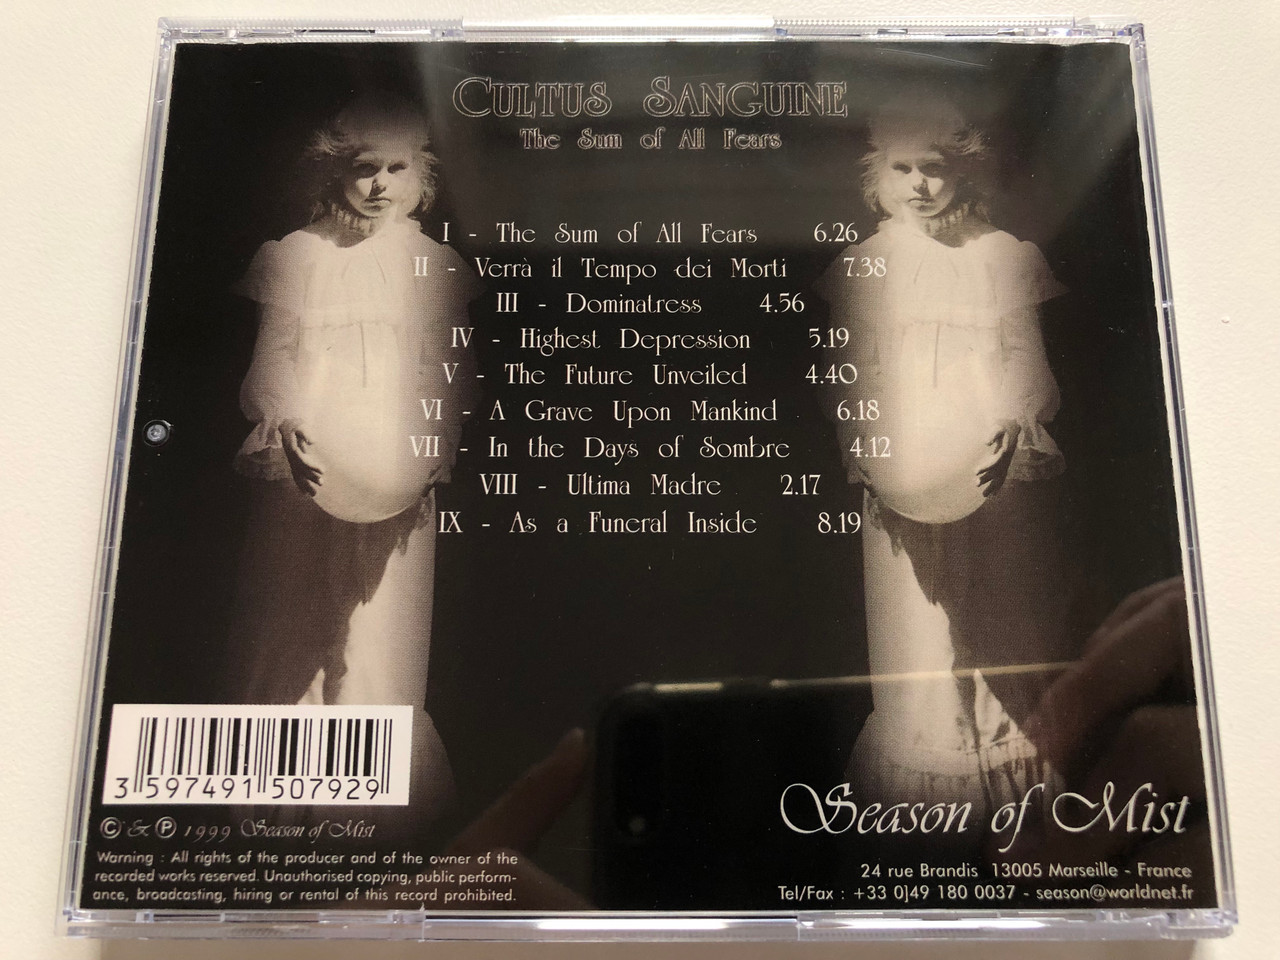 Cultus Sanguine
The Sum of All Fears
I - The Sum of All Fears 6.26
II - Verrà il Tempo dei Morti 7.38
III - Dominatress 4.56
IV - Highest Depression 5.19
V - The Future Unveiled 4.40
VI - A Grave Upon Mankind 6.18
VII - In the Days of Sombre 4.12
VIII - Ultima Madre 2.17
IX - As a Funeral Inside 8.19
3 597491 507929
© & ℗ 1999 Season of Mist
Warning : All rights of the producer and of the owner of the
recorded works reserved. Unauthorised copying, public perform-
ance, broadcasting, hiring or rental of this record prohibited.
Season of Mist
24 rue Brandis 13005 Marseille - France
Tel/Fax : +33 0]49 180 0037 - season@worldnet.fr